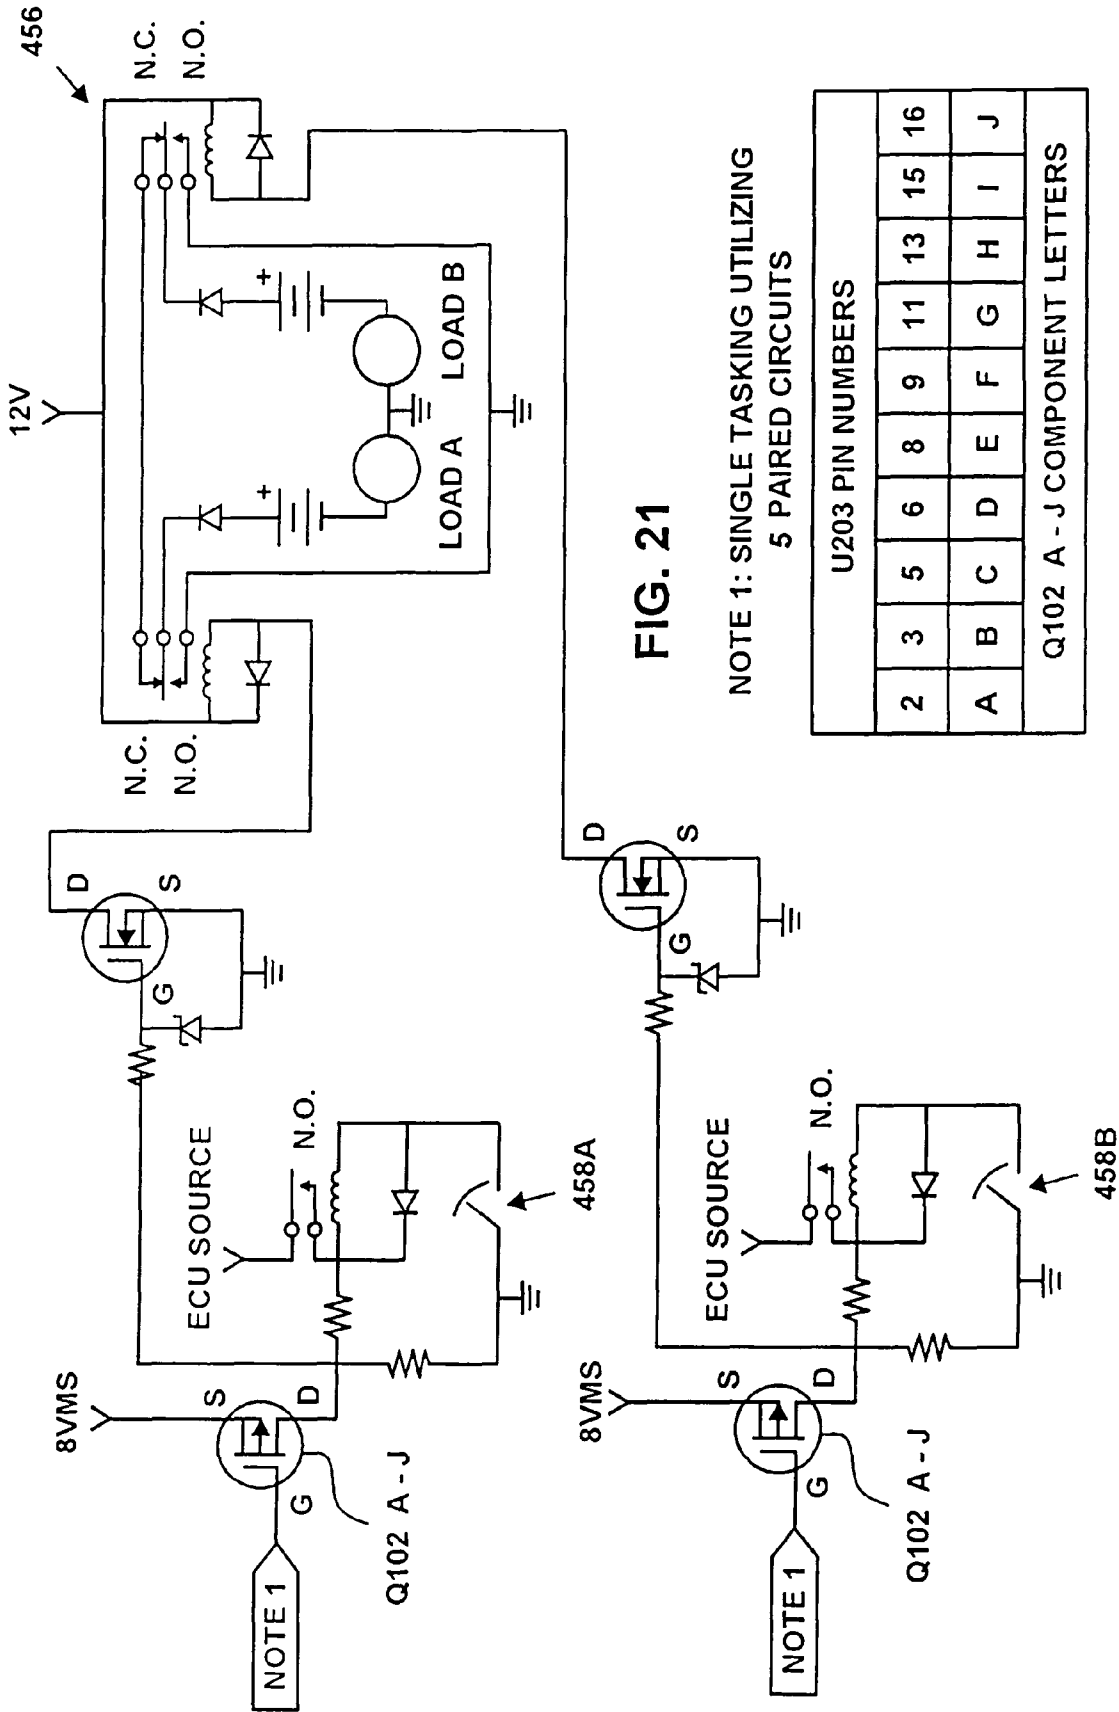 456
12V
N.C.
N.O.
N.C.
N.O.
+
+
LOAD A
LOAD B
D
G
S
8VMS
S
G
D
NOTE 1
Q102 A - J
ECU SOURCE
N.O.
458A
D
G
S
8VMS
S
G
D
NOTE 1
Q102 A - J
ECU SOURCE
N.O.
458B
FIG. 21
NOTE 1: SINGLE TASKING UTILIZING
5 PAIRED CIRCUITS
U203 PIN NUMBERS
2 3 5 6 8 9 11 13 15 16
A B C D E F G H I J
Q102 A - J COMPONENT LETTERS